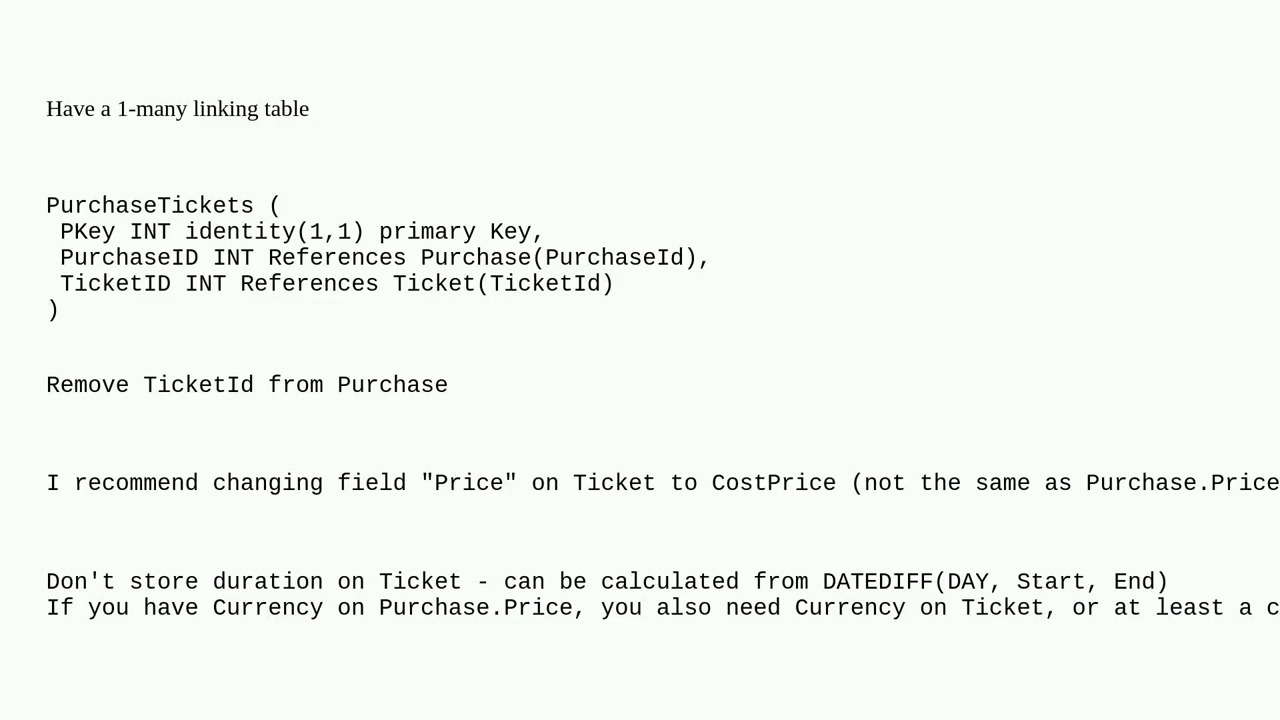 Have a 1-many linking table
PurchaseTickets (
 PKey INT identity(1,1) primary Key,
 PurchaseID INT References Purchase(PurchaseId),
 TicketID INT References Ticket(TicketId)
)
Remove TicketId from Purchase
I recommend changing field "Price" on Ticket to CostPrice (not the same as Purchase.Price
Don't store duration on Ticket - can be calculated from DATEDIFF(DAY, Start, End)
If you have Currency on Purchase.Price, you also need Currency on Ticket, or at least a